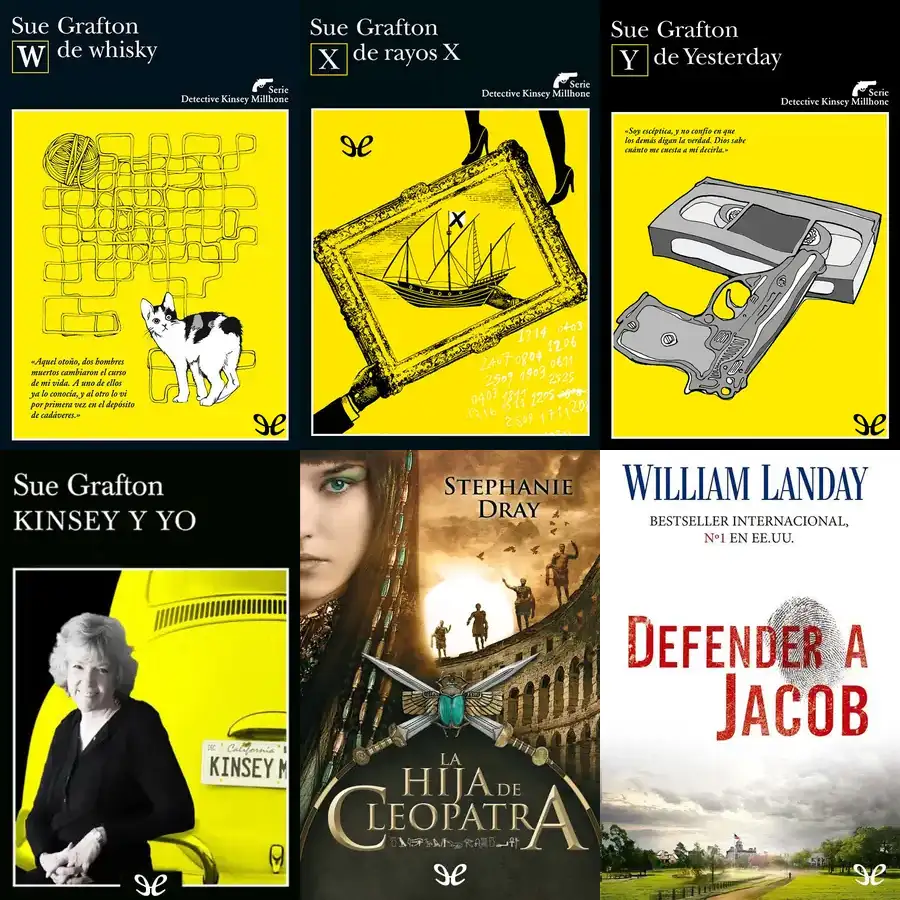 Sue Grafton
W de whisky
Serie
Detective Kinsey Millhone
«Aquel otoño, dos hombres
muertos cambiaron el curso
de mi vida. A uno de ellos
ya lo conocía, y al otro lo vi
por primera vez en el depósito
de cadáveres.»
Sue Grafton
X de rayos X
Serie
Detective Kinsey Millhone
X
Sue Grafton
Y de Yesterday
Serie
Detective Kinsey Millhone
«Soy escéptica, y no confío en que
los demás digan la verdad. Dios sabe
cuánto me cuesta a mí decirla.»
Sue Grafton
KINSEY Y YO
California
KINSEY M
STEPHANIE
DRAY
LA
HIJA DE
CLEOPATRA
WILLIAM LANDAY
BESTSELLER INTERNACIONAL,
Nº1 EN EE.UU.
DEFENDER A
JACOB